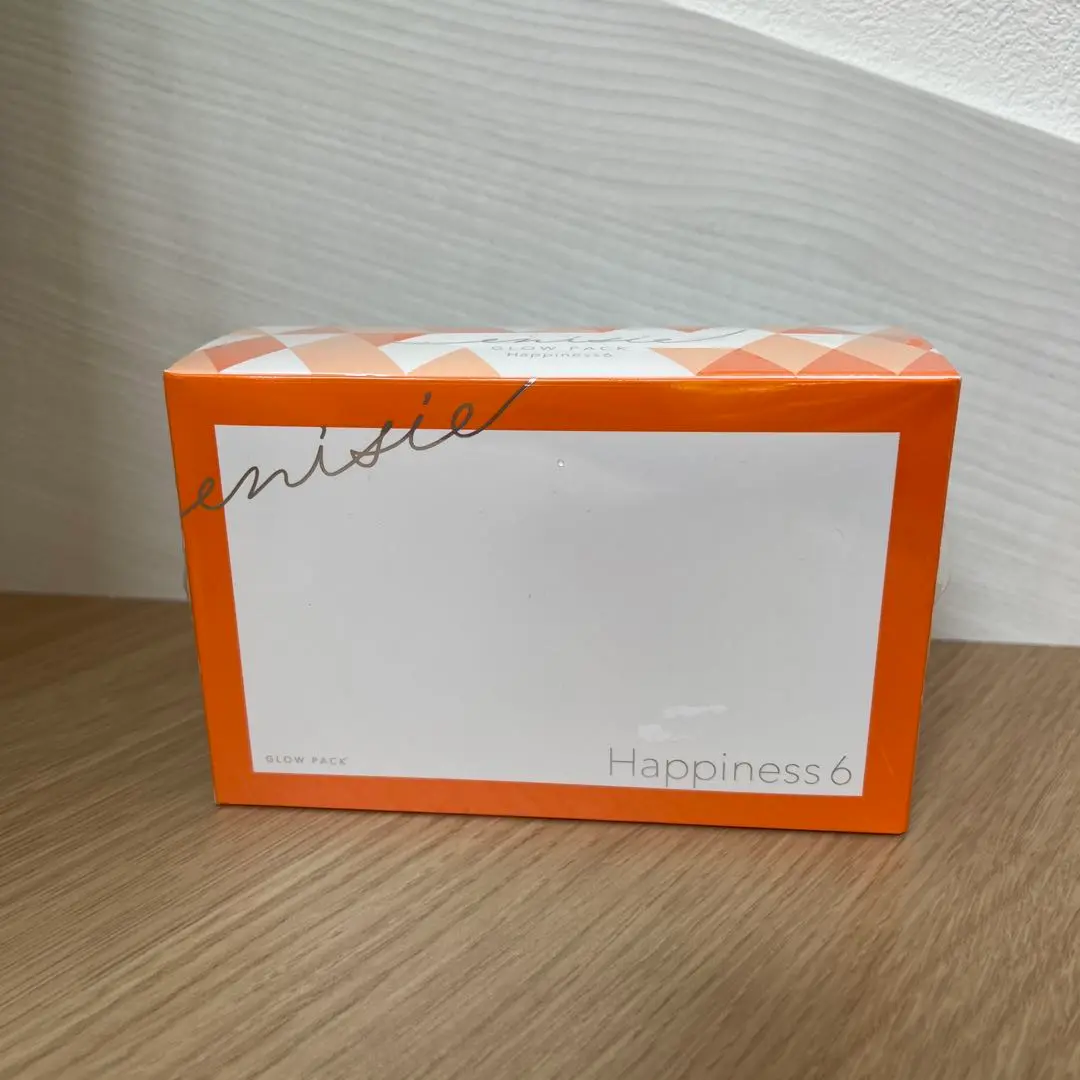 enisie
GLOW PACK
Happiness6
enisie
GLOW PACK
Happiness 6